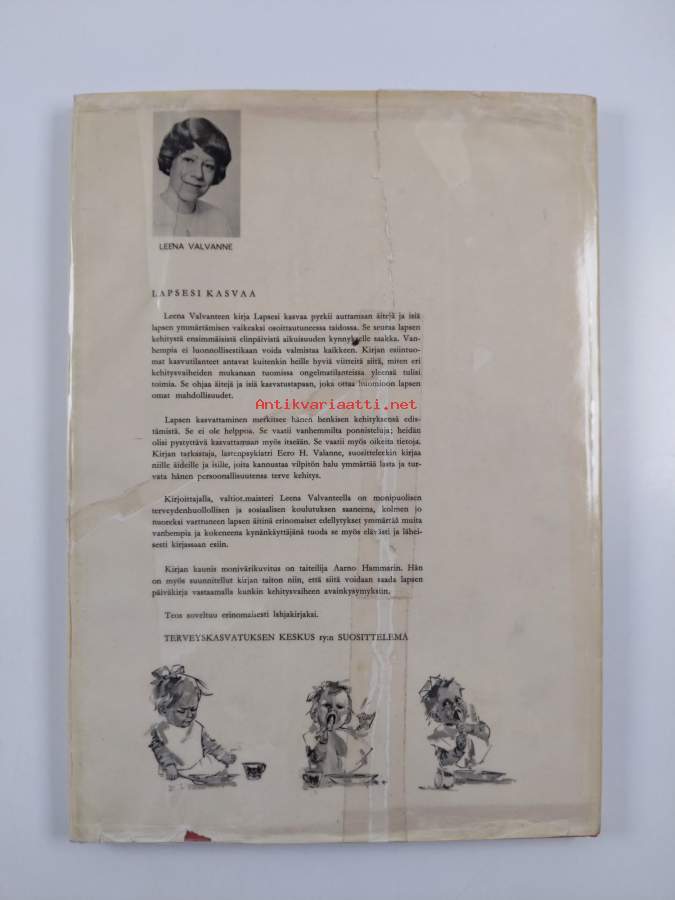 LEENA VALVANNE
LAPSESI KASVAA
Leena Valvanteen kirja Lapsesi kasvaa pyrkii auttamaan äitejä ja isiä
lapsen ymmärtämisen vaikeaksi osoittautuneessa taidossa. Se seuraa lapsen
kehitystä ensimmäisistä elinpäivistä aikuisuuden kynnykselle saakka. Van-
hempia ei luonnollisestikaan voida valmistaa kaikkeen. Kirjan esiintuo-
mat kasvutilanteet antavat kuitenkin heille hyviä viitteitä siitä, miten eri
kehitysvaiheiden mukanaan tuomissa ongelmatilanteissa yleensä tulisi
toimia. Se ohjaa äitejä ja isiä kasvatustapaan, joka ottaa huomioon lapsen
omat mahdollisuudet.
Antikvariaatti.net
Lapsen kasvattaminen merkitsee hänen henkisen kehityksensä edis-
tämistä. Se ei ole helppoa. Se vaatii vanhemmilta ponnisteluja; heidän
olisi pystyttävä kasvattamaan myös itseään. Se vaatii myös oikeita tietoja.
Kirjan tarkastaja, lastenpsykiatri Eero H. Valanne, suositteleekin kirjaa
niille äideille ja isille, joita kannustaa vilpitön halu ymmärtää lasta ja tur-
vata hänen persoonallisuutensa terve kehitys.
Kirjoittajalla, valtiot.maisteri Leena Valvanteella on monipuolisen
terveydenhuollollisen ja sosiaalisen koulutuksen saaneena, kolmen jo
nuoreksi varttuneen lapsen äitinä erinomaiset edellytykset ymmärtää muita
vanhempia ja kokeneena kynänkäyttäjänä tuoda se myös elävästi ja lähei-
sesti kirjassaan esiin.
Kirjan kaunis monivärikuvitus on taiteilija Aarno Hammarin. Hän
on myös suunnitellut kirjan taiton niin, että siitä voidaan saada lapsen
päiväkirja vastaamalla kunkin kehitysvaiheen avainkysymyksiin.
Teos soveltuu erinomaisesti lahjakirjaksi.
TERVEYSKASVATUKSEN KESKUS ry:n SUOSITTELEMA